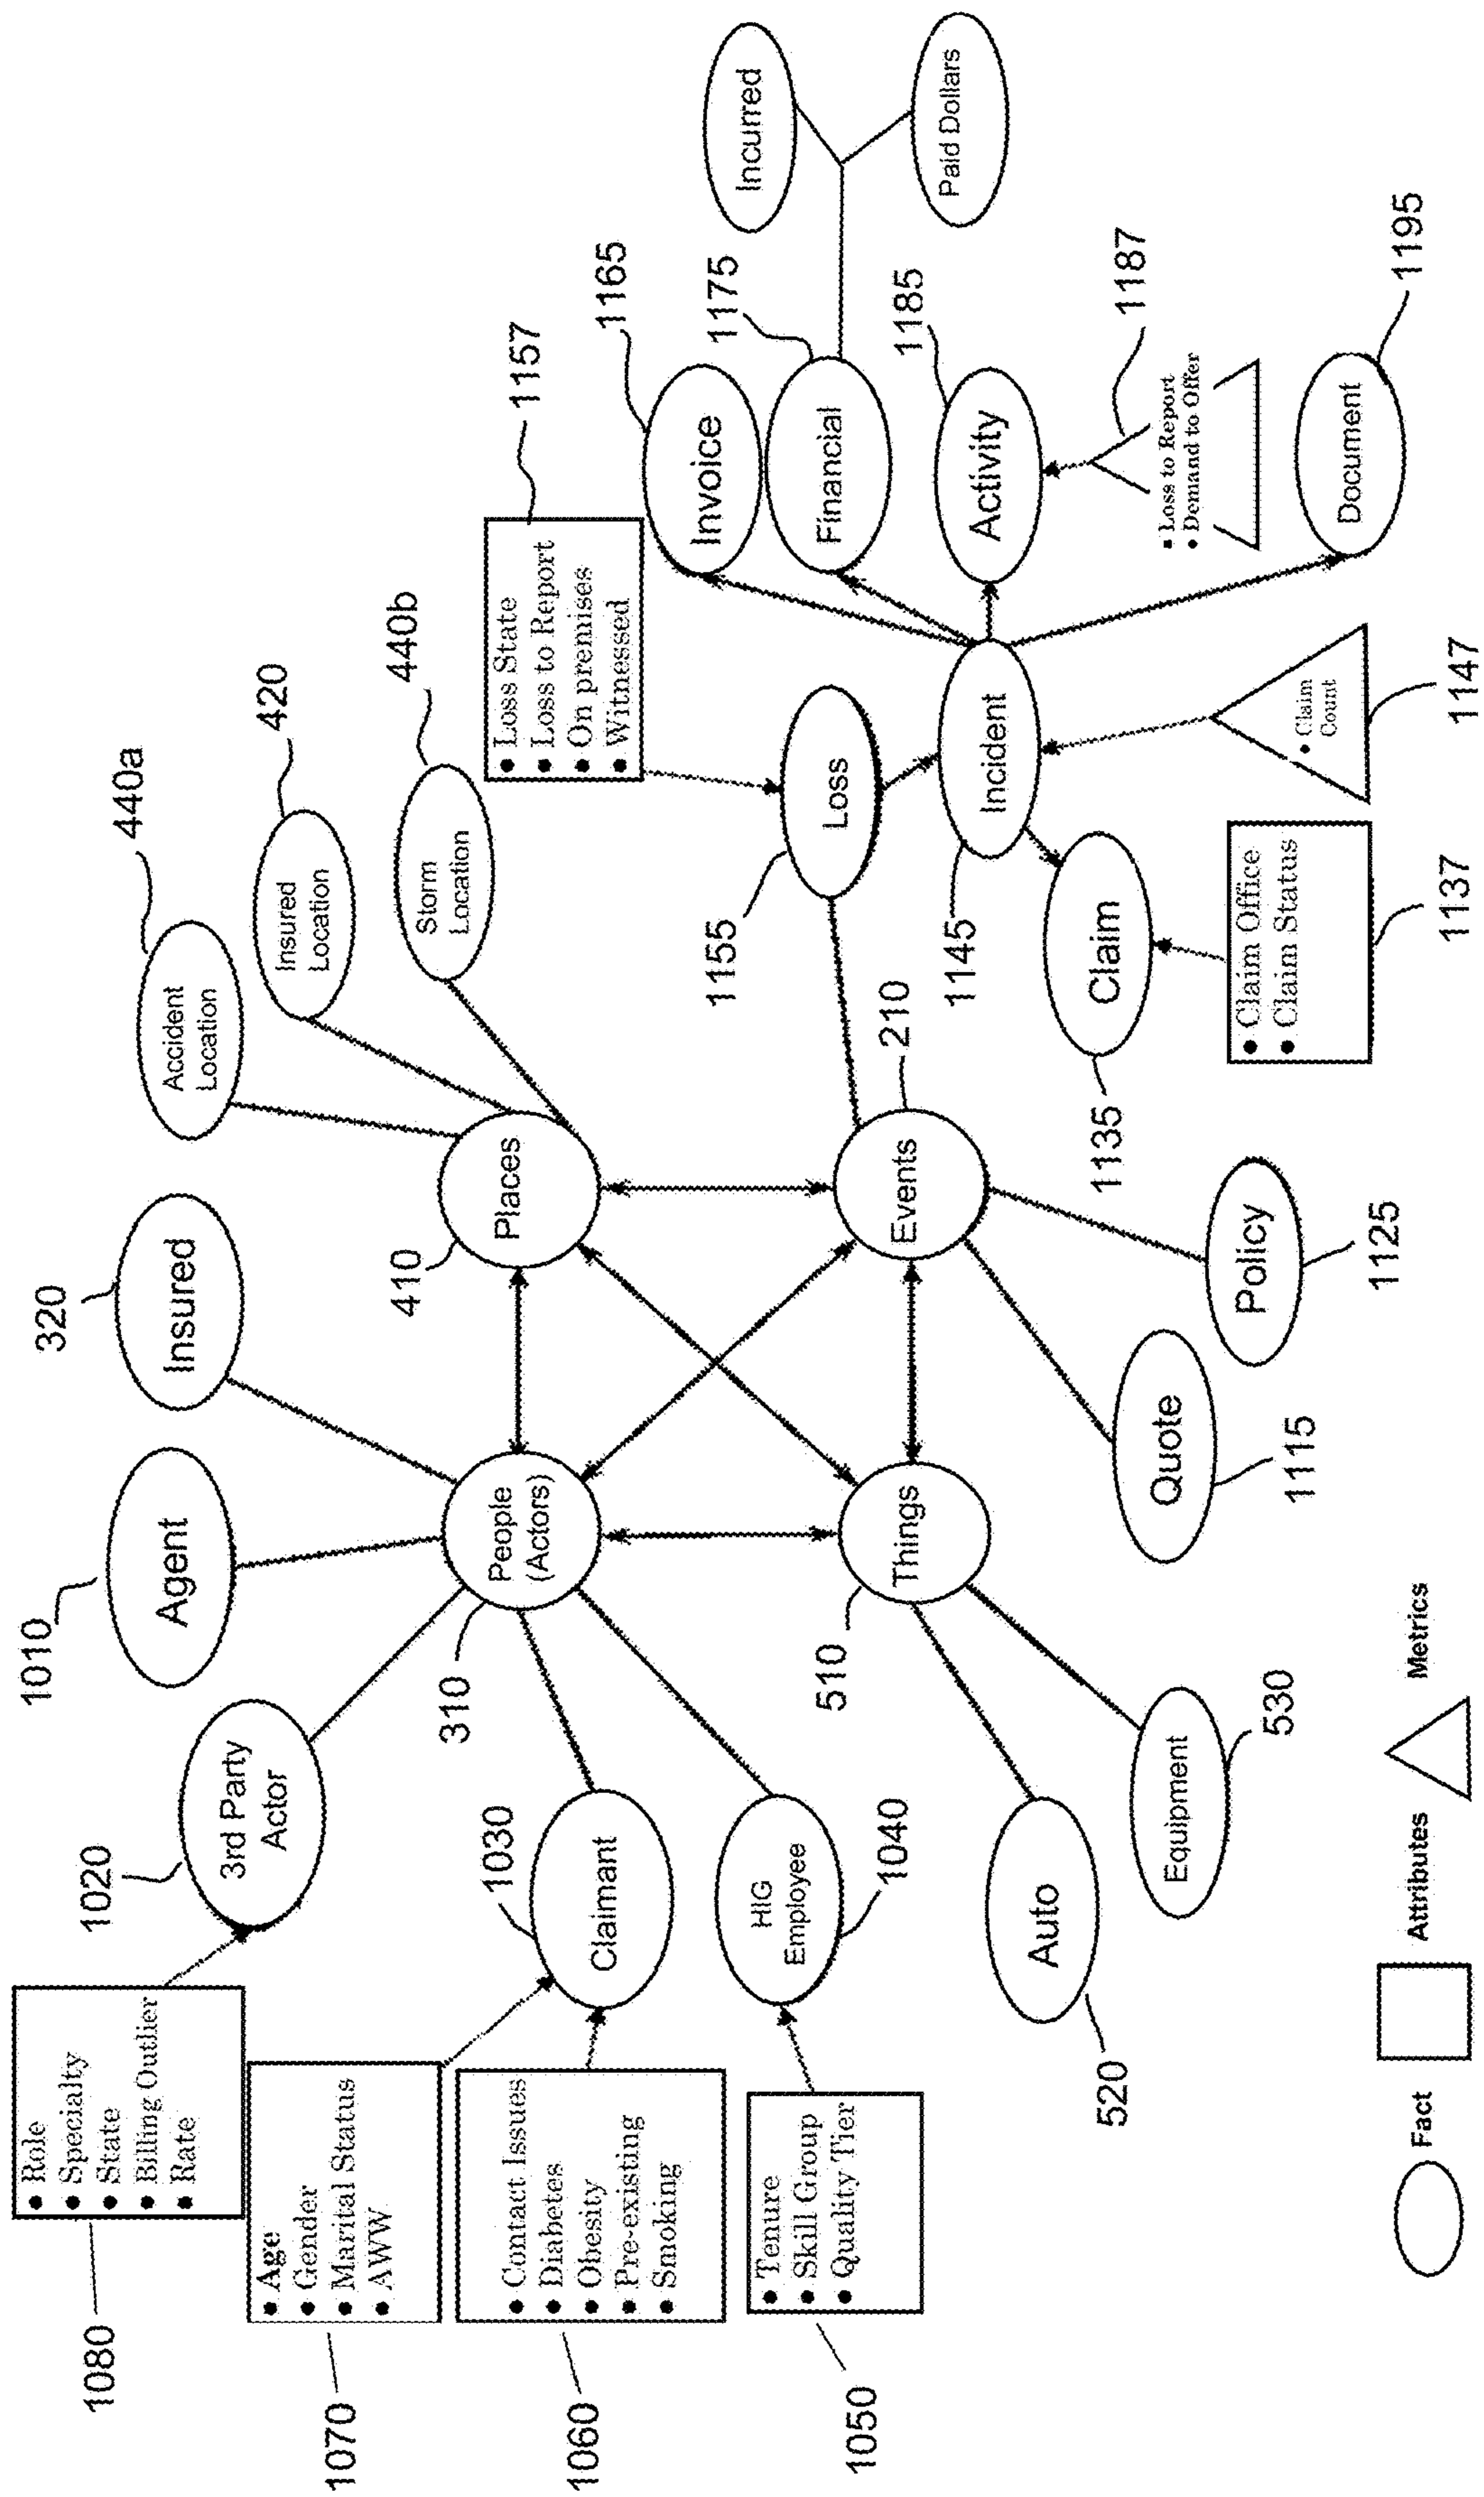 1080
• Role
• Specialty
• State
• Billing Outlier
• Rate
1070
• Age
• Gender
• Marital Status
• AWW
1060
• Contact Issues
• Diabetes
• Obesity
• Pre-existing
• Smoking
1050
• Tenure
• Skill Group
• Quality Tier
1020
3rd Party
Actor
1010
Agent
320
Insured
1030
Claimant
1040
HIG
Employee
310
People
(Actors)
410
Places
440a
Accident
Location
420
Insured
Location
440b
Storm
Location
510
Things
210
Events
520
Auto
530
Equipment
1115
Quote
1125
Policy
1157
• Loss State
• Loss to Report
• On premises
• Witnessed
1155
Loss
1145
Incident
1135
Claim
1137
• Claim Office
• Claim Status
1147
• Claim
Count
1165
Invoice
1175
Financial
Incurred
Paid Dollars
1185
Activity
1187
▪ Loss to Report
• Demand to Offer
1195
Document
Fact
Attributes
Metrics